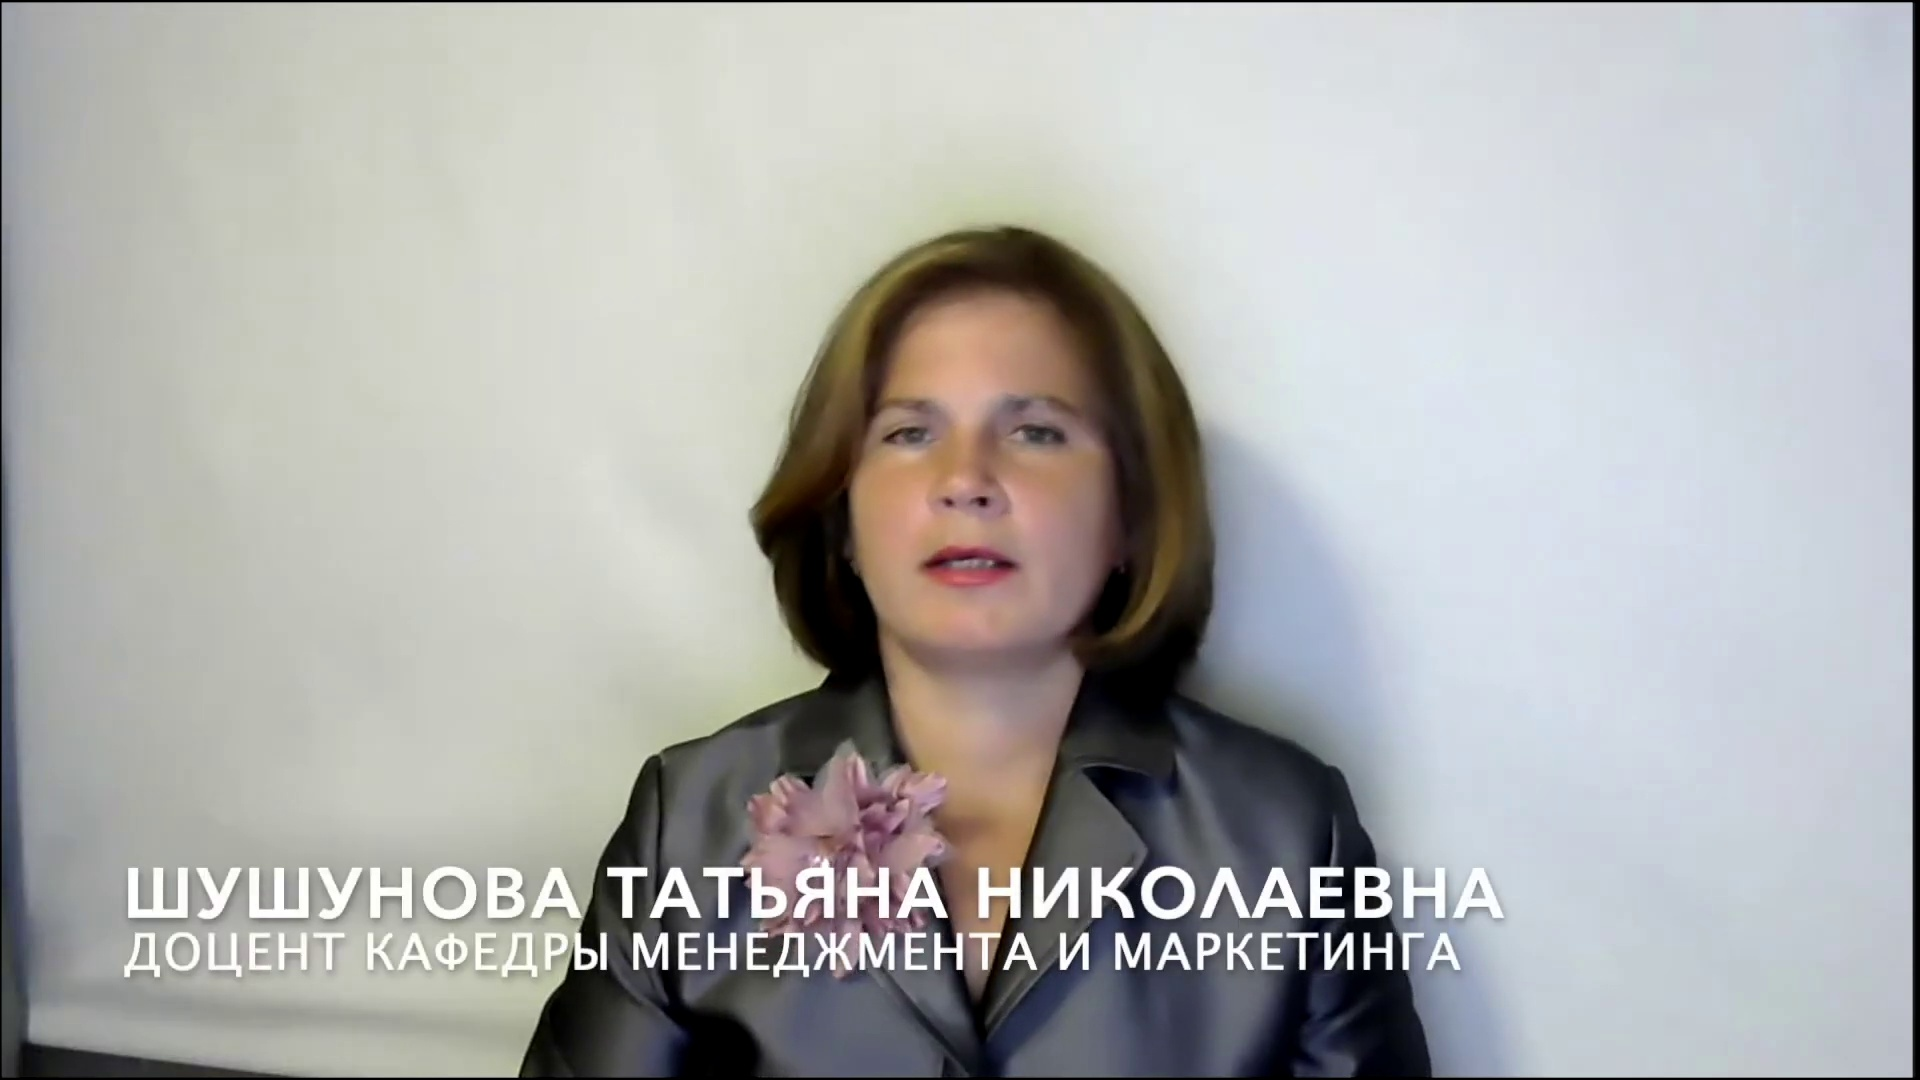 ШУШУНОВА ТАТЬЯНА НИКОЛАЕВНА
ДОЦЕНТ КАФЕДРЫ МЕНЕДЖМЕНТА И МАРКЕТИНГА